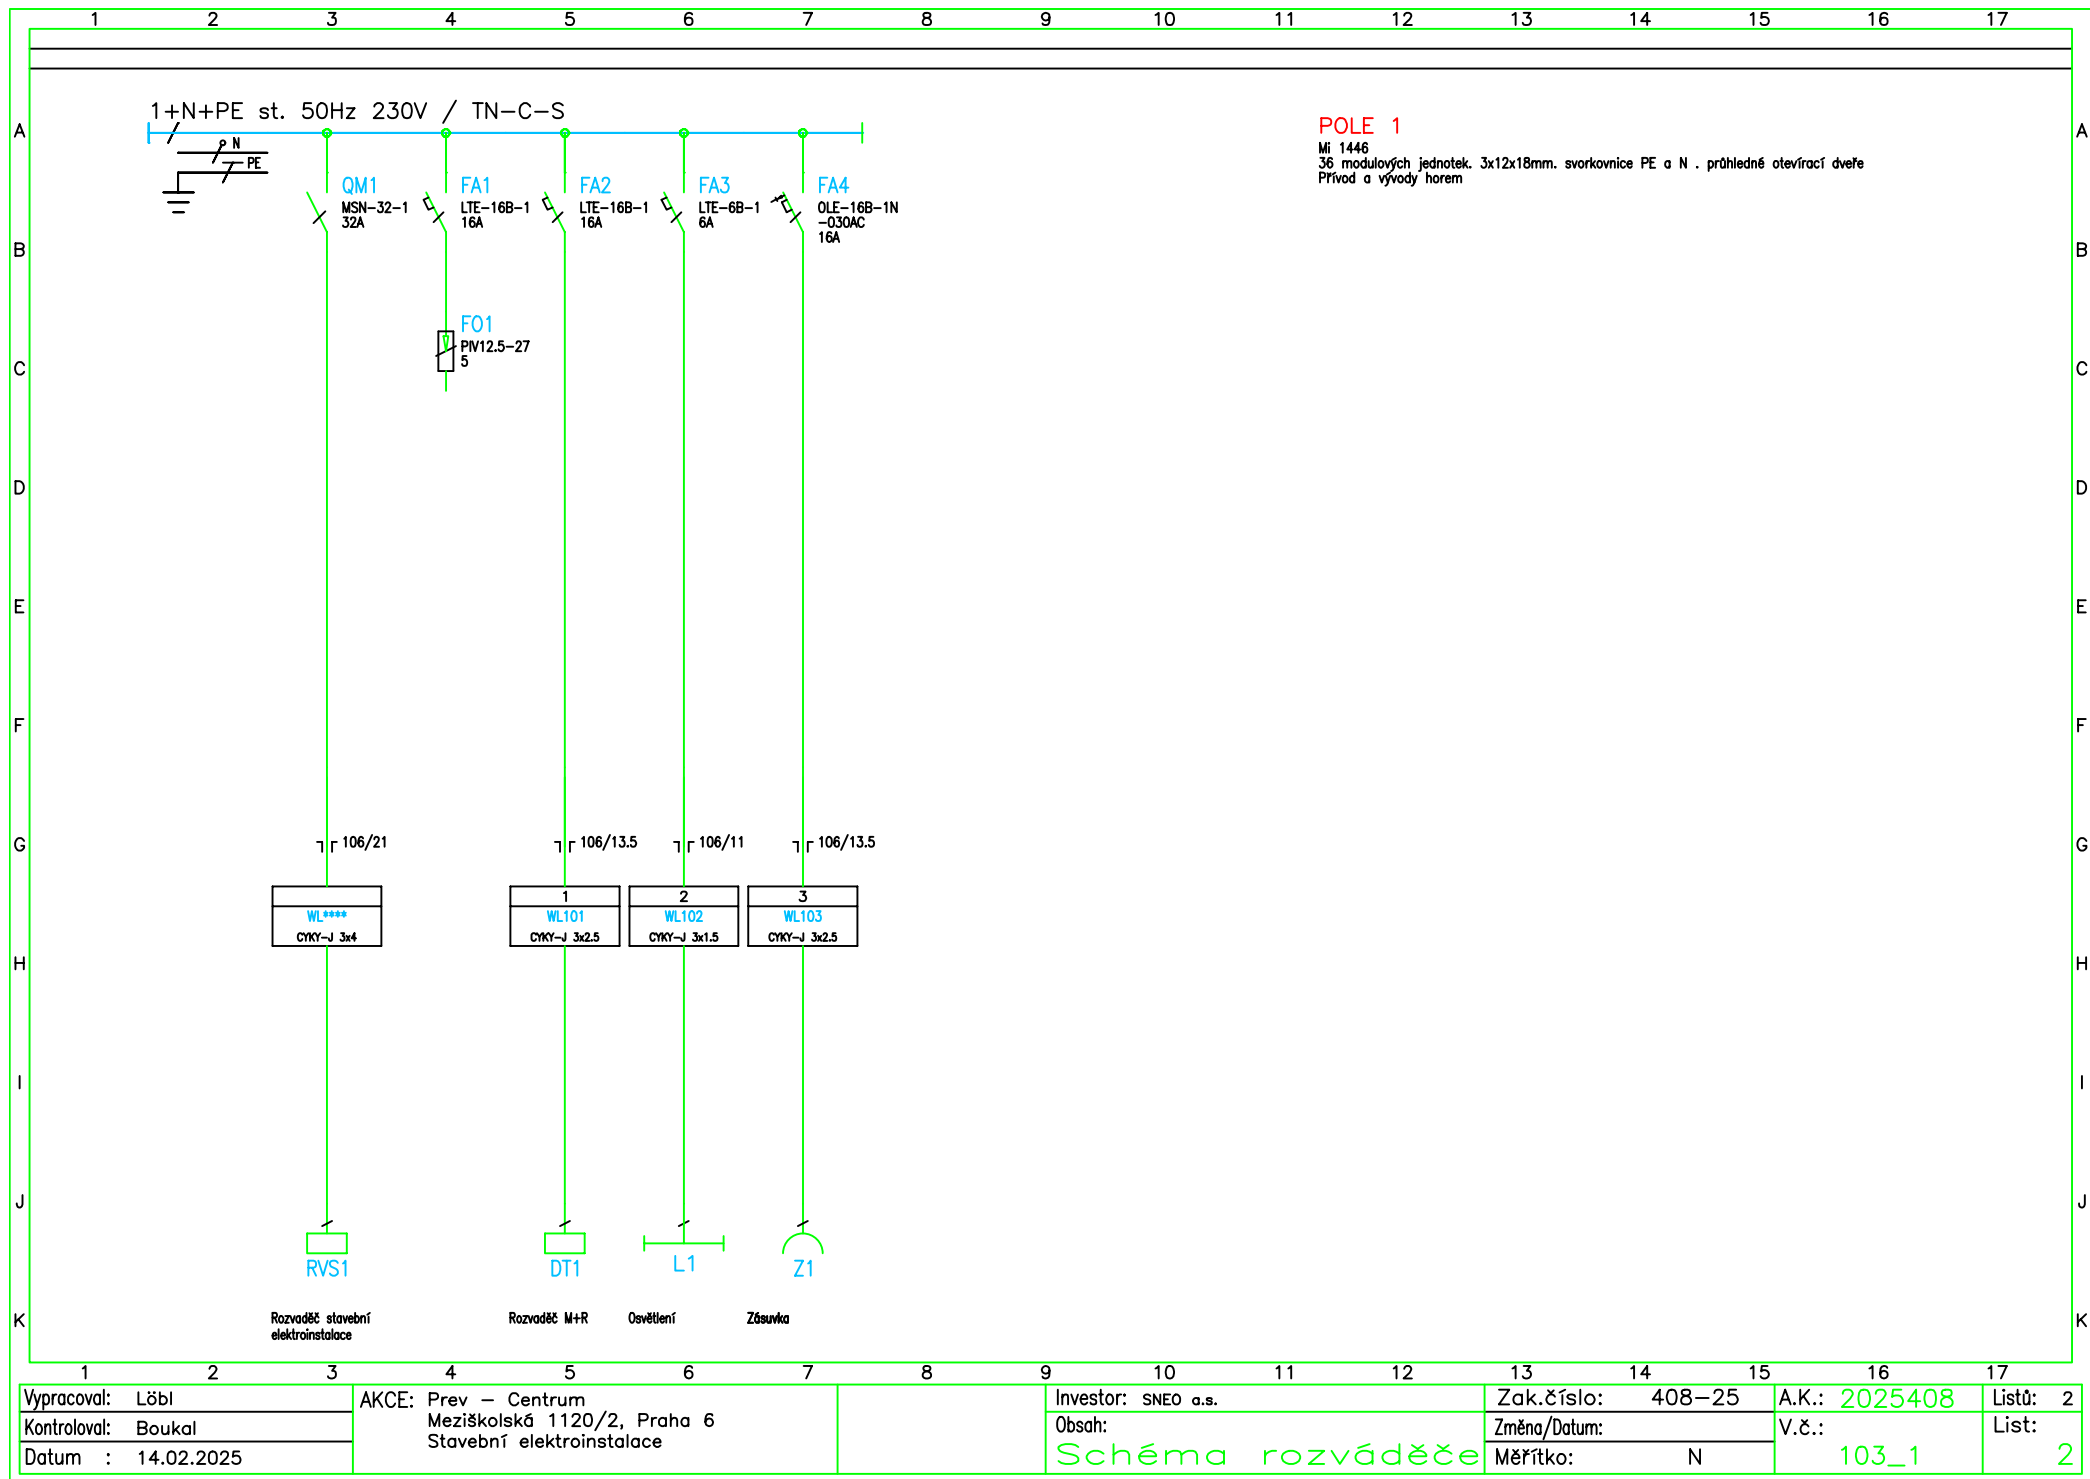 1 2 3 4 5 6 7 8 9 10 11 12 13 14 15 16 17
1+N+PE st. 50Hz 230V / TN-C-S
N
PE
POLE 1
Mi 1446
36 modulových jednotek. 3x12x18mm. svorkovnice PE a N . průhledné otevírací dveře
Přívod a vývody horem
A A
QM1
MSN-32-1
32A
FA1
LTE-16B-1
16A
FA2
LTE-16B-1
16A
FA3
LTE-6B-1
6A
FA4
OLE-16B-1N
-030AC
16A
B B
FO1
PIV12.5-27
5
C C
D D
E E
F F
G 106/21 106/13.5 106/11 106/13.5 G
1 2 3
WL**** WL101 WL102 WL103
CYKY-J 3x4 CYKY-J 3x2.5 CYKY-J 3x1.5 CYKY-J 3x2.5
H H
I I
J J
RVS1 DT1 L1 Z1
K K
Rozvaděč stavební
elektroinstalace
Rozvaděč M+R
Osvětlení
Zásuvka
1 2 3 4 5 6 7 8 9 10 11 12 13 14 15 16 17
Vypracoval: Löbl
Kontroloval: Boukal
Datum : 14.02.2025
AKCE: Prev - Centrum
Meziškolská 1120/2, Praha 6
Stavební elektroinstalace
Investor: SNEO a.s.
Obsah:
Schéma rozváděče
Zak.číslo: 408-25
Změna/Datum:
Měřítko: N
A.K.: 2025408
V.č.:
103_1
Listů: 2
List:
2